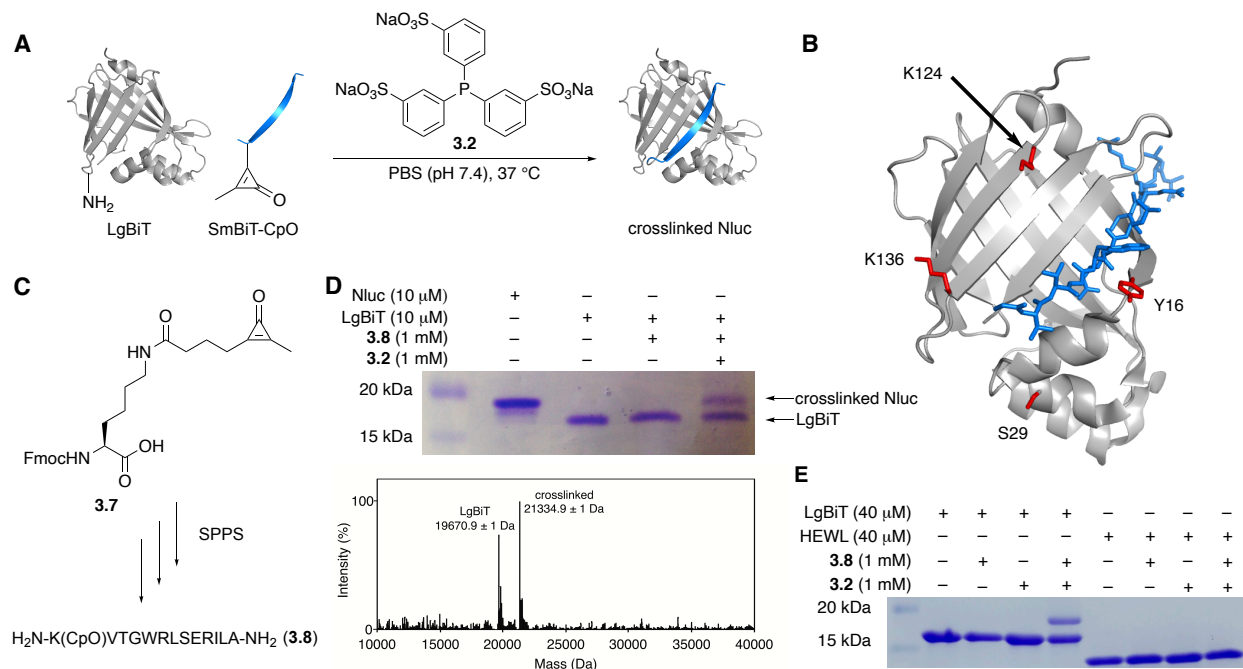 A
NaO₃S
NaO₃S
SO₃Na
P
3.2
PBS (pH 7.4), 37 °C
NH₂
O
LgBiT
SmBiT-CpO
crosslinked Nluc
B
K124
K136
Y16
S29
C
O
O
HN
FmocHN
OH
O
3.7
SPPS
H₂N-K(CpO)VTGWRLSERILA-NH₂ (3.8)
D
Nluc (10 μM) + – – –
LgBiT (10 μM) – + + +
3.8 (1 mM) – – + +
3.2 (1 mM) – – – +
20 kDa
15 kDa
crosslinked Nluc
LgBiT
100
0
Intensity (%)
LgBiT
19670.9 ± 1 Da
crosslinked
21334.9 ± 1 Da
10000 15000 20000 25000 30000 35000 40000
Mass (Da)
E
LgBiT (40 μM) + + + + – – – –
HEWL (40 μM) – – – – + + + +
3.8 (1 mM) – + – + – + – +
3.2 (1 mM) – – + + – – + +
20 kDa
15 kDa